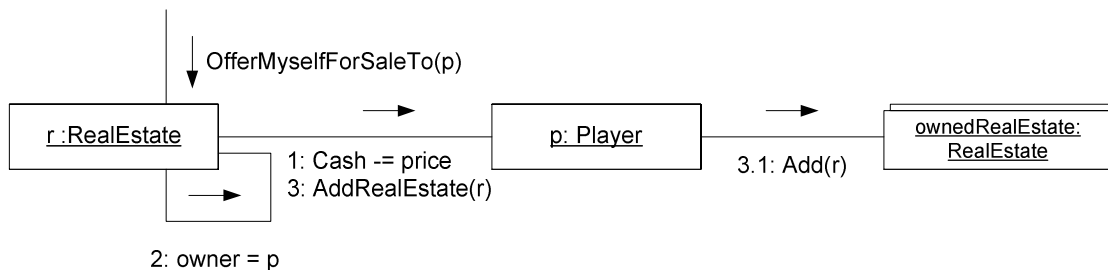 OfferMyselfForSaleTo(p)
r :RealEstate
p: Player
ownedRealEstate:
RealEstate
1: Cash -= price
3: AddRealEstate(r)
3.1: Add(r)
2: owner = p